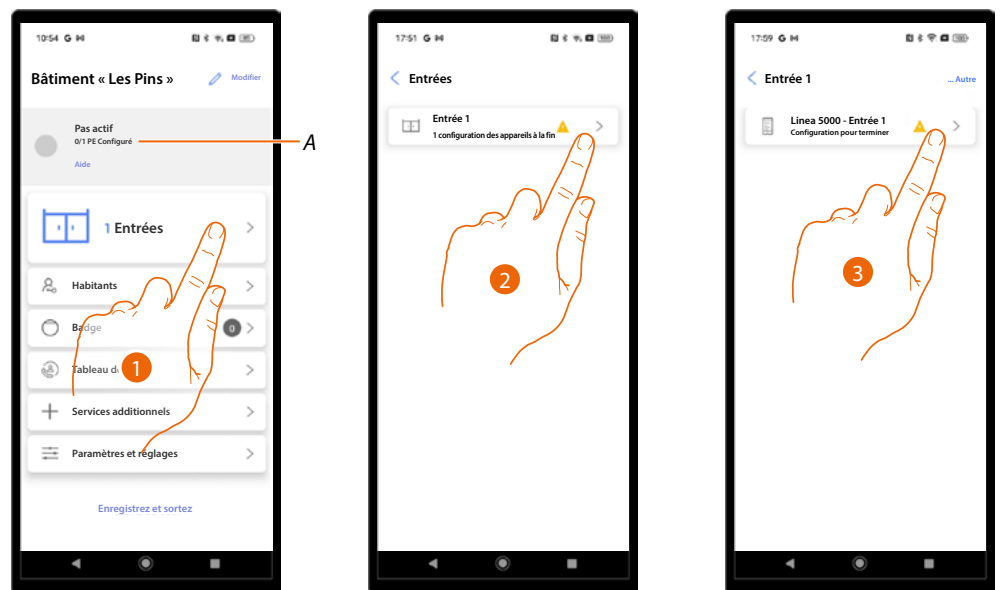 10:54 G
Bâtiment « Les Pins »
Modifier
Pas actif
0/1 PE Configuré
Aide
A
1 Entrées
Habitants
Badge
0
Tableau d
1
Services additionnels
Paramètres et réglages
Enregistrez et sortez
17:51 G
Entrées
Entrée 1
1 configuration des appareils à la fin
2
17:59 G
Entrée 1
... Autre
Linea 5000 - Entrée 1
Configuration pour terminer
3